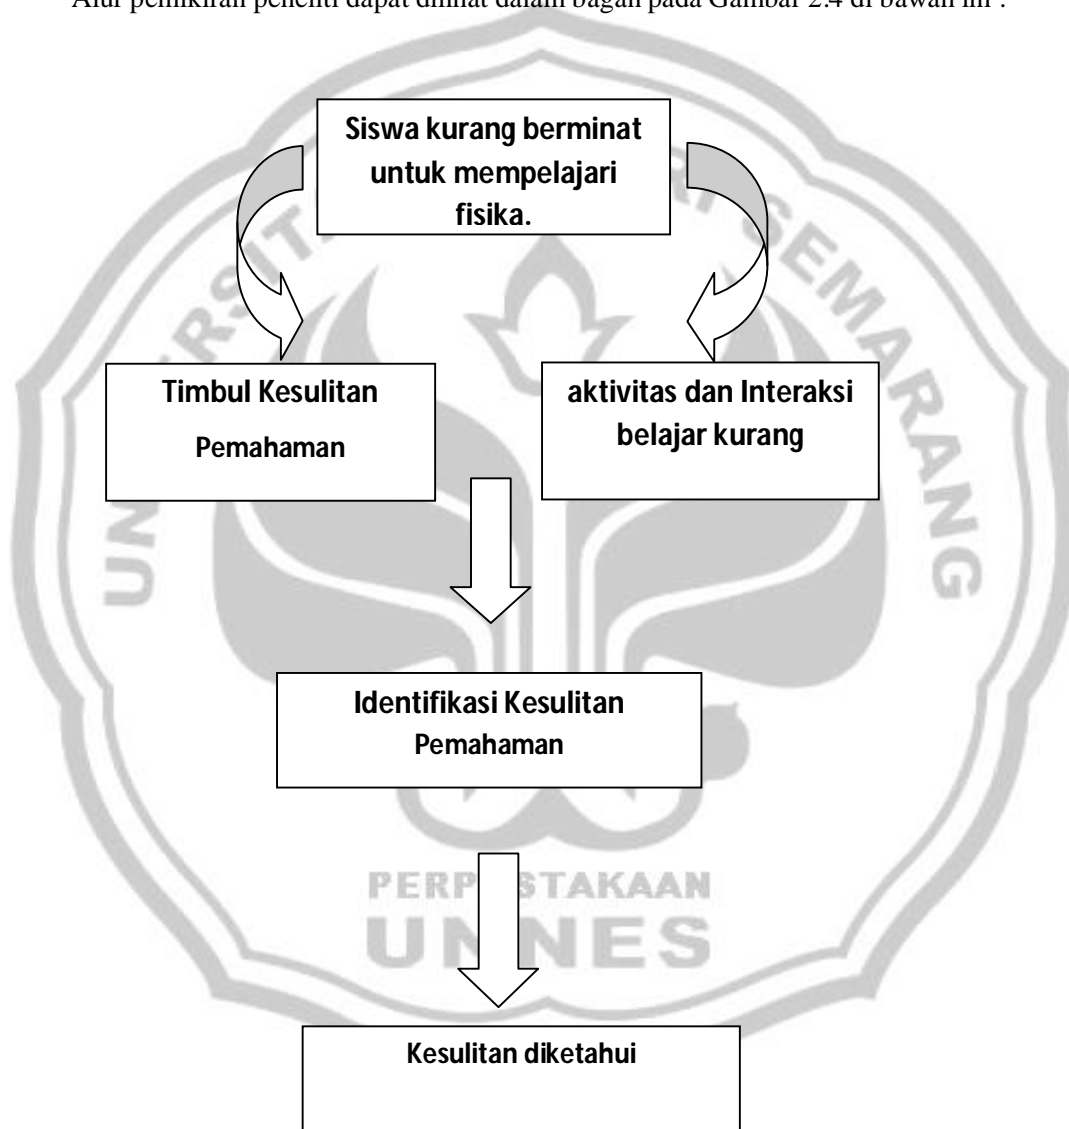 Alur pemikiran peneliti dapat dilihat dalam bagan pada Gambar 2.4 di bawah ini :
Siswa kurang berminat
untuk mempelajari
fisika.
Timbul Kesulitan
Pemahaman
aktivitas dan Interaksi
belajar kurang
Identifikasi Kesulitan
Pemahaman
Kesulitan diketahui
SEMARANG
UNNES